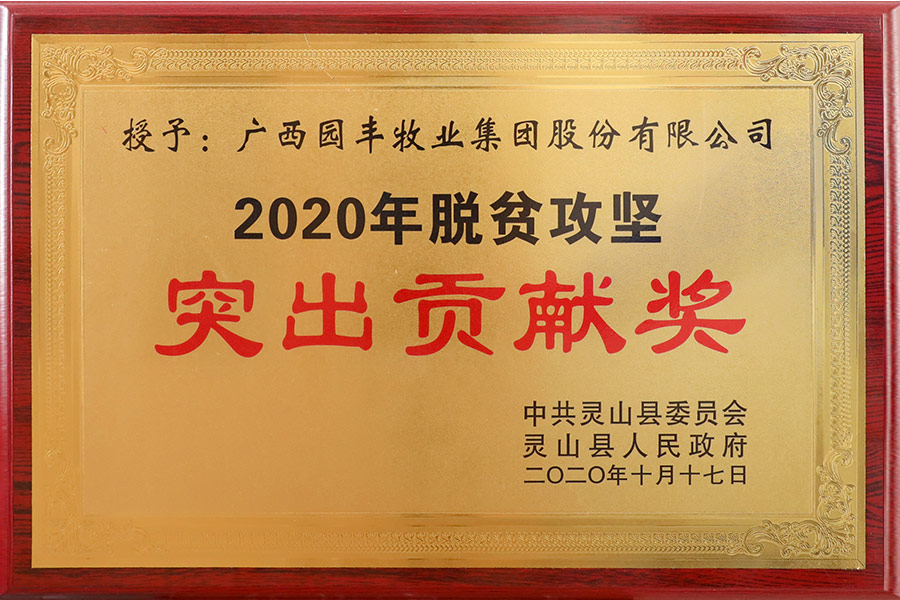 授予：广西园丰牧业集团股份有限公司
2020年脱贫攻坚
突出贡献奖
中共灵山县委员会
灵山县人民政府
二〇二〇年十月十七日